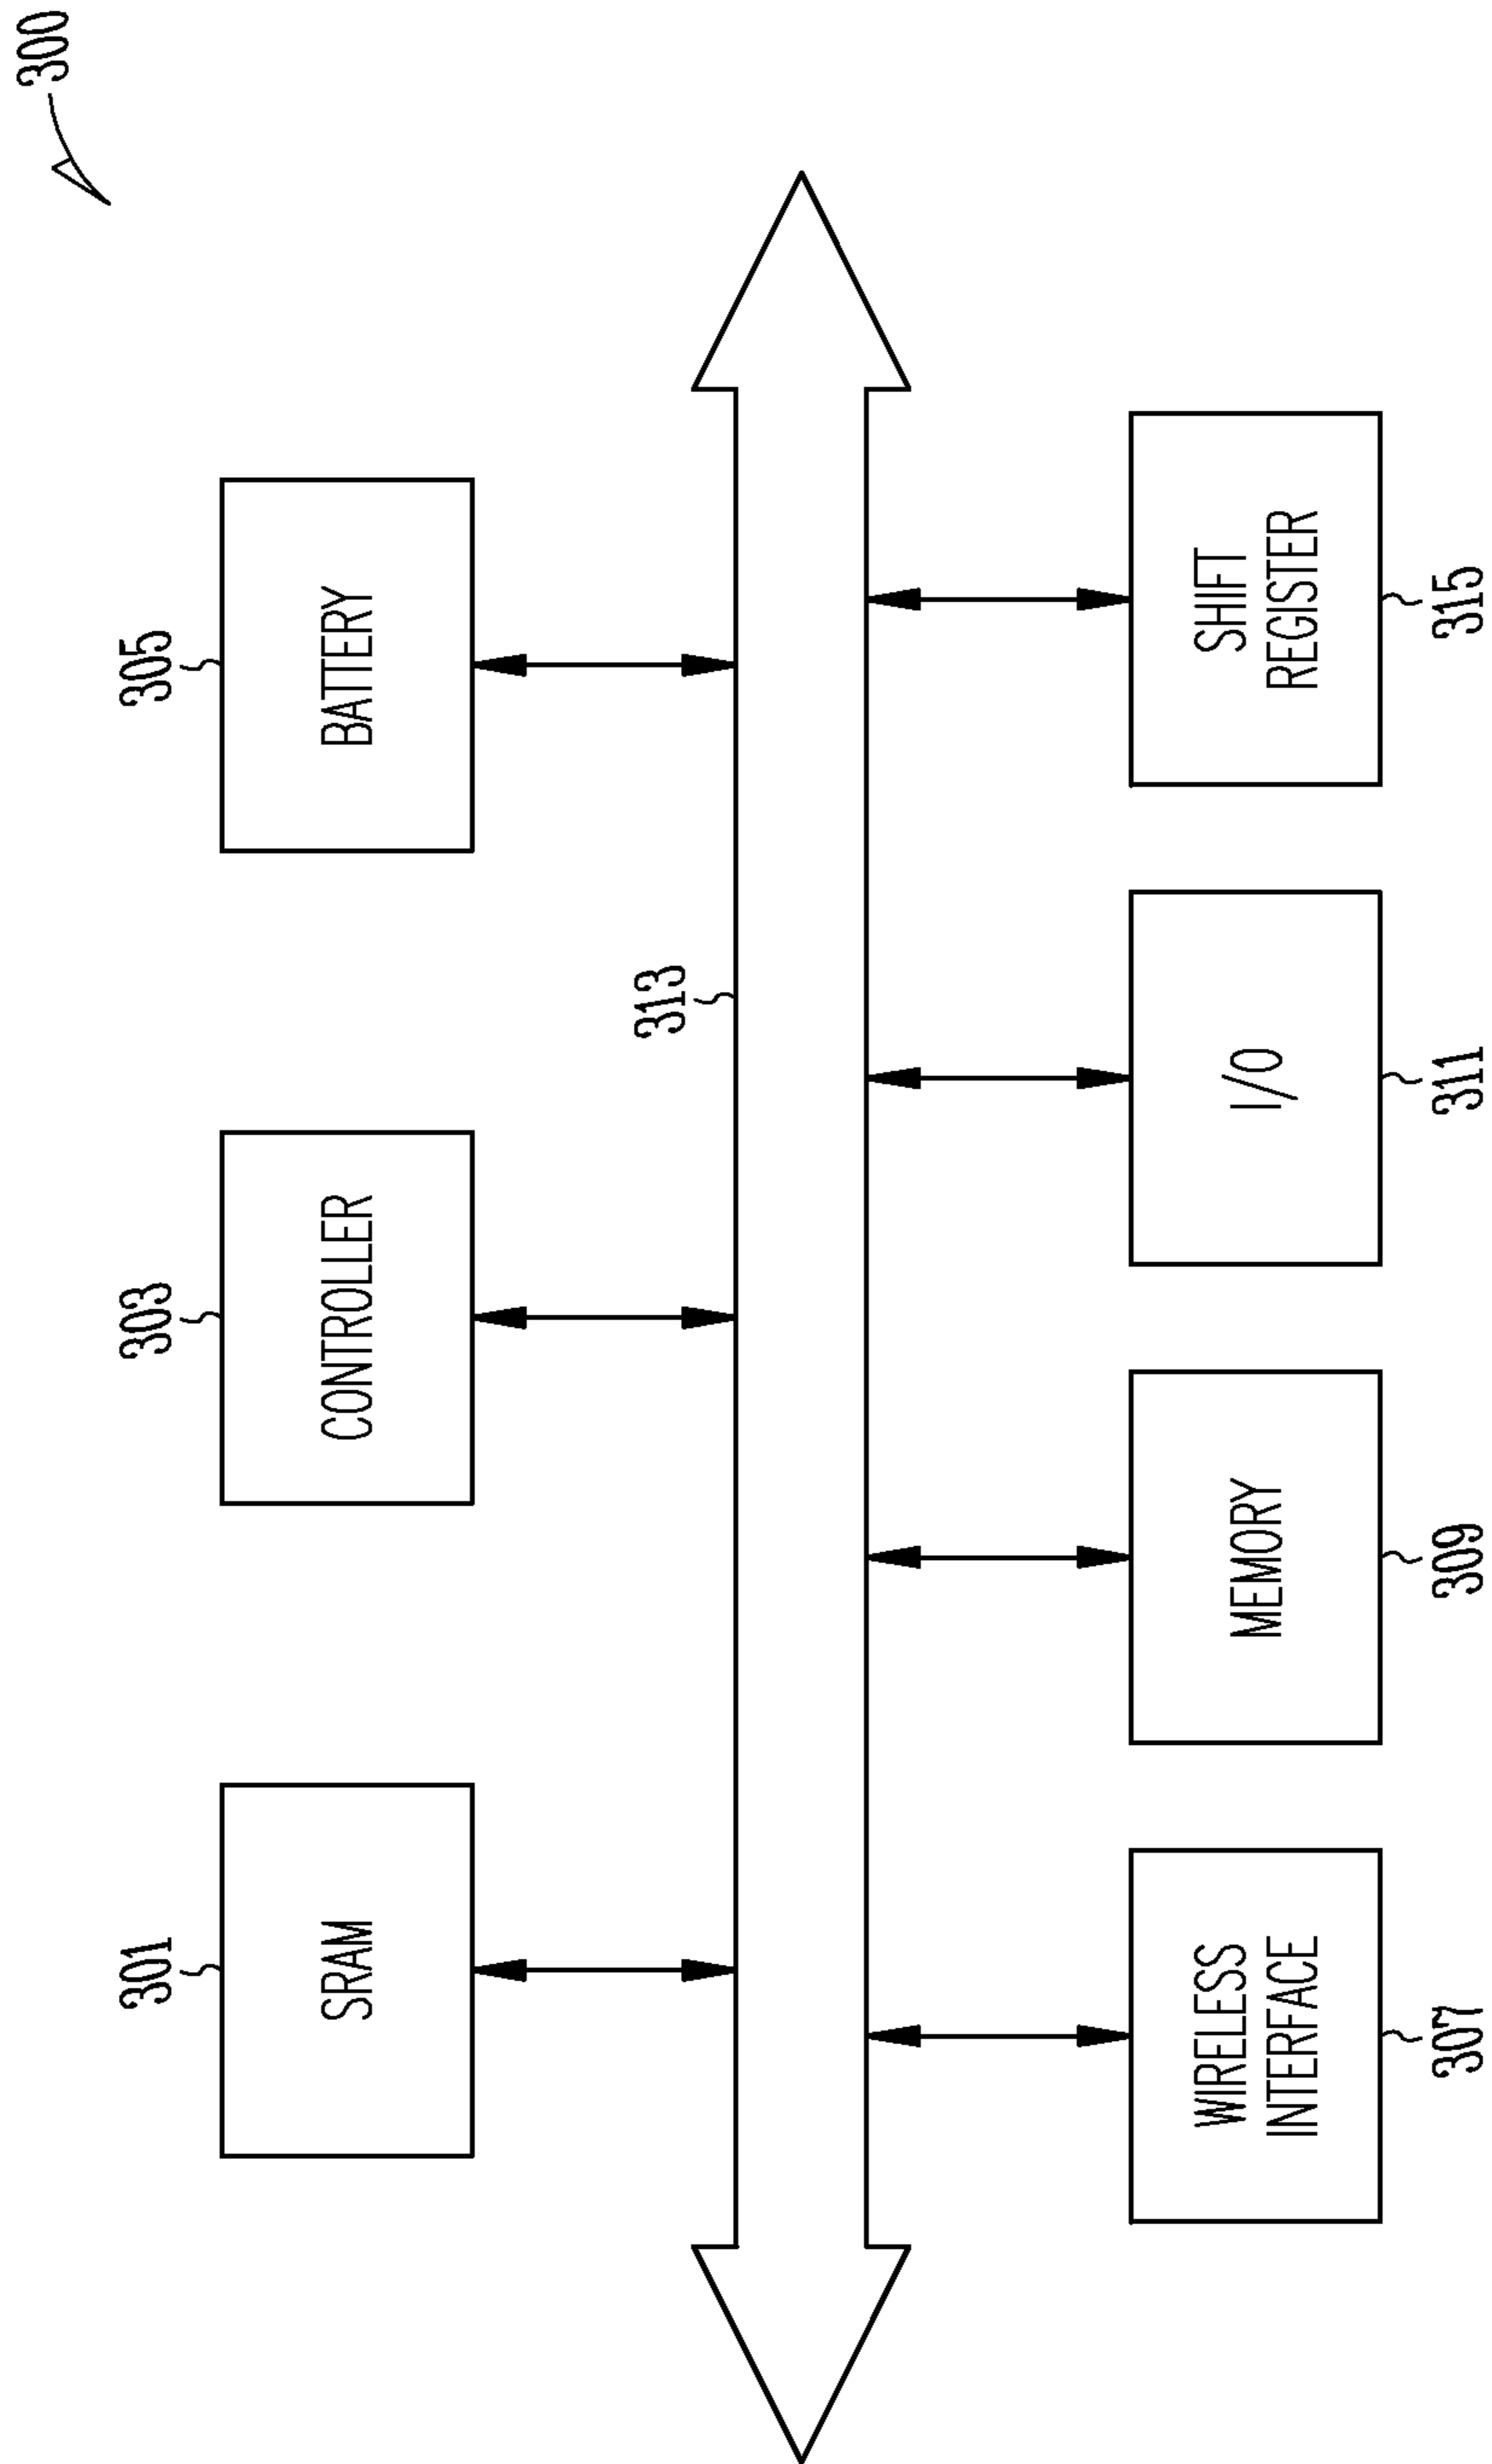 300
301
303
305
SRAM
CONTROLLER
BATTERY
313
WIRELESS
INTERFACE
MEMORY
I/O
SHIFT
REGISTER
307
309
311
315